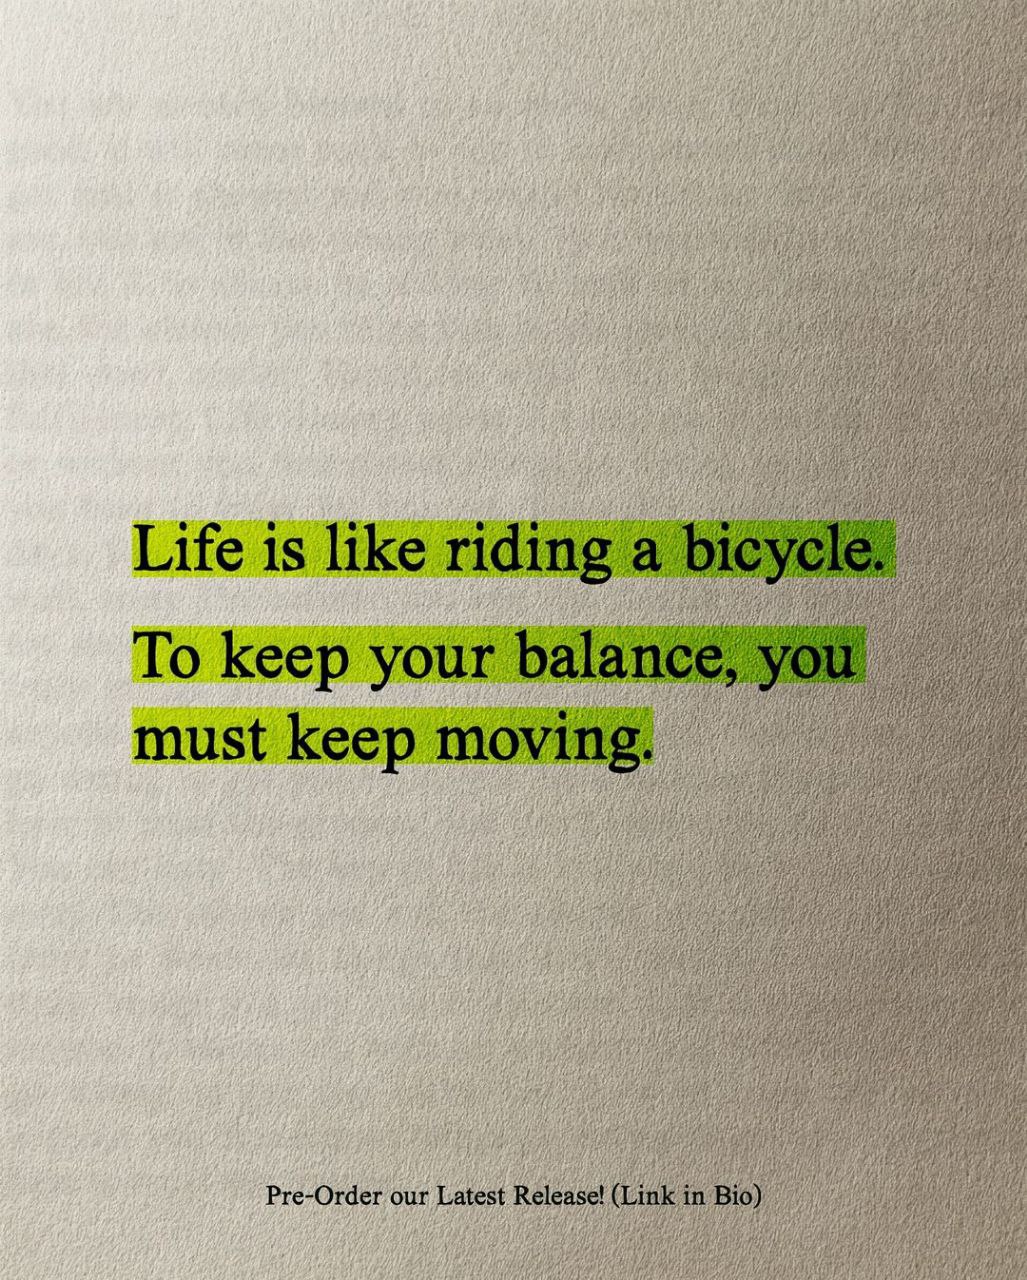 Life is like riding a bicycle.
To keep your balance, you
must keep moving.
Pre-Order our Latest Release! (Link in Bio)